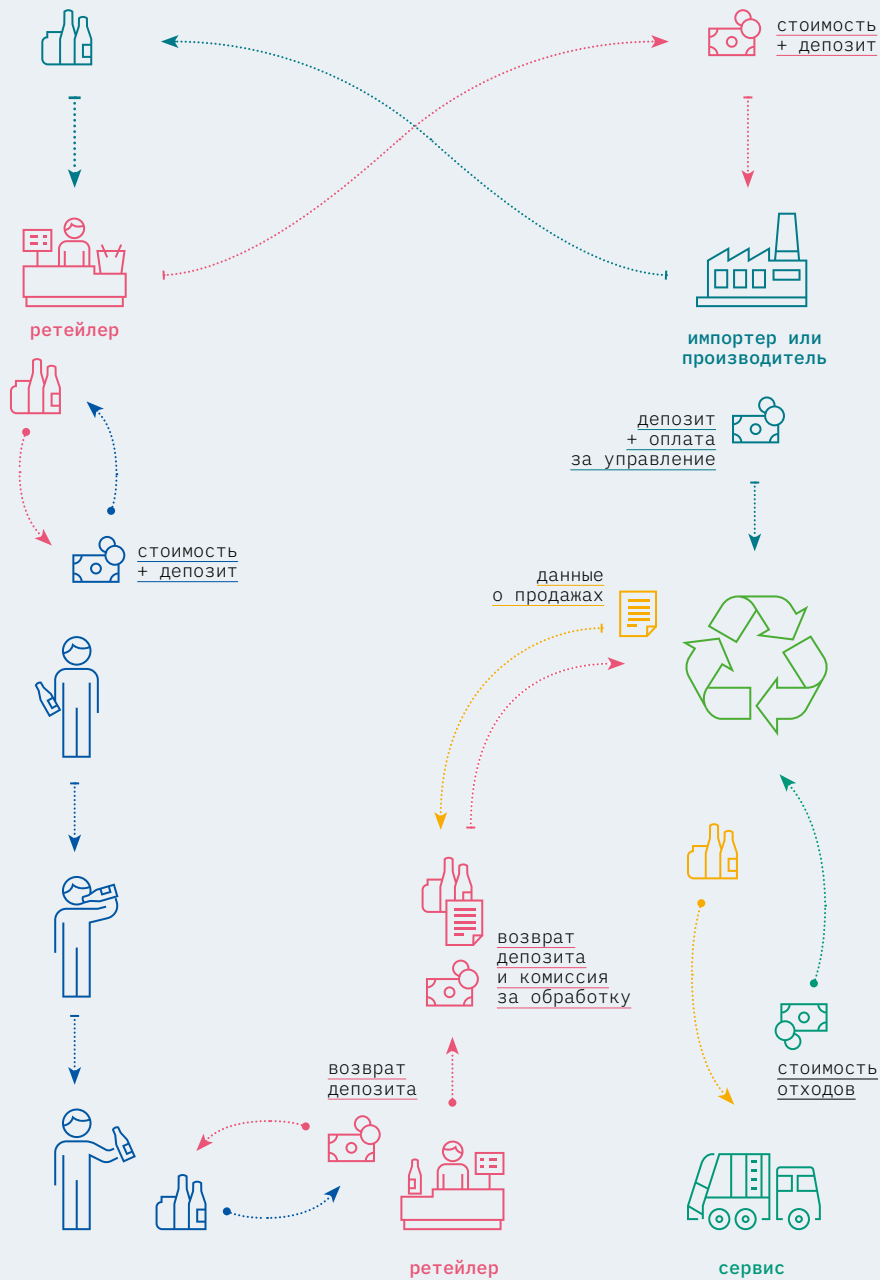 стоимость
+ депозит
ретейлер
импортер или
производитель
депозит
+ оплата
за управление
стоимость
+ депозит
данные
о продажах
возврат
депозита
и комиссия
за обработку
возврат
депозита
стоимость
отходов
ретейлер
сервис